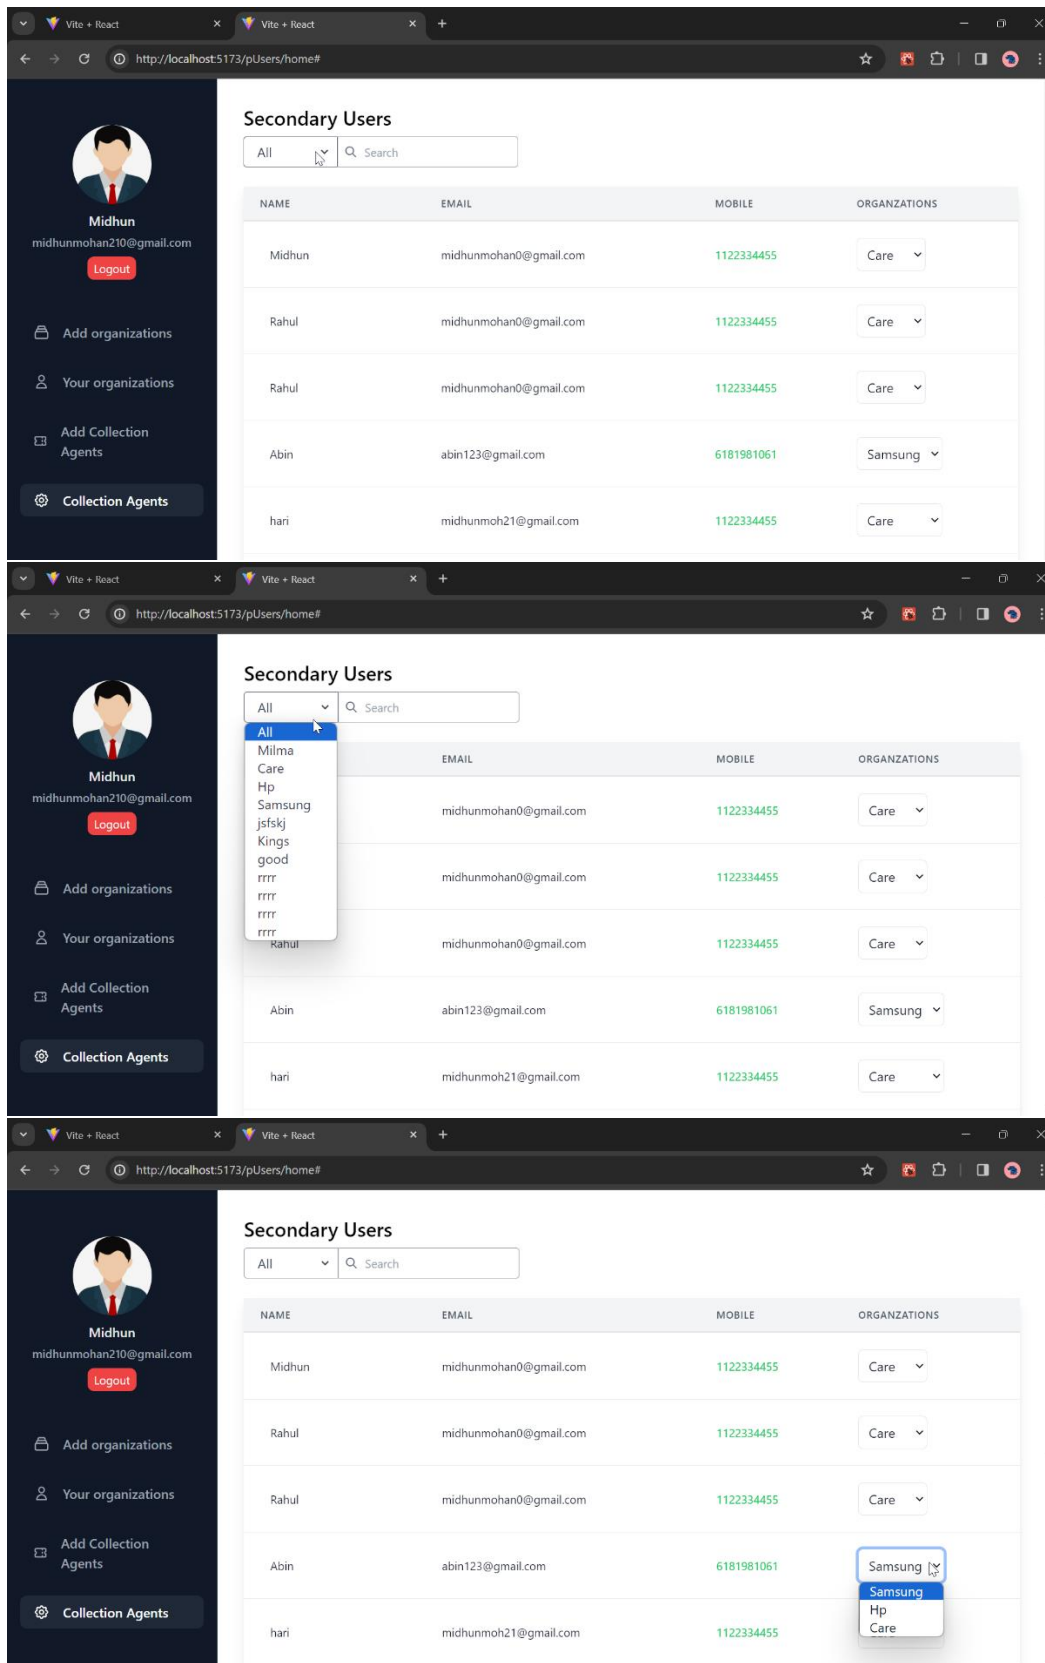 Vite + React
Vite + React
http://localhost:5173/pUsers/home#
Midhun
midhunmohan210@gmail.com
Logout
Add organizations
Your organizations
Add Collection
Agents
Collection Agents
Secondary Users
All
Search
NAME EMAIL MOBILE ORGANZATIONS
Midhun midhunmohan0@gmail.com 1122334455 Care
Rahul midhunmohan0@gmail.com 1122334455 Care
Rahul midhunmohan0@gmail.com 1122334455 Care
Abin abin123@gmail.com 6181981061 Samsung
hari midhunmoh21@gmail.com 1122334455 Care
Vite + React
Vite + React
http://localhost:5173/pUsers/home#
Midhun
midhunmohan210@gmail.com
Logout
Add organizations
Your organizations
Add Collection
Agents
Collection Agents
Secondary Users
All
Search
All
Milma
Care
Hp
Samsung
jsfskj
Kings
good
rrrr
rrrr
rrrr
rrrr
EMAIL MOBILE ORGANZATIONS
midhunmohan0@gmail.com 1122334455 Care
midhunmohan0@gmail.com 1122334455 Care
Rahul midhunmohan0@gmail.com 1122334455 Care
Abin abin123@gmail.com 6181981061 Samsung
hari midhunmoh21@gmail.com 1122334455 Care
Vite + React
Vite + React
http://localhost:5173/pUsers/home#
Midhun
midhunmohan210@gmail.com
Logout
Add organizations
Your organizations
Add Collection
Agents
Collection Agents
Secondary Users
All
Search
NAME EMAIL MOBILE ORGANZATIONS
Midhun midhunmohan0@gmail.com 1122334455 Care
Rahul midhunmohan0@gmail.com 1122334455 Care
Rahul midhunmohan0@gmail.com 1122334455 Care
Abin abin123@gmail.com 6181981061 Samsung
Samsung
Hp
Care
hari midhunmoh21@gmail.com 1122334455